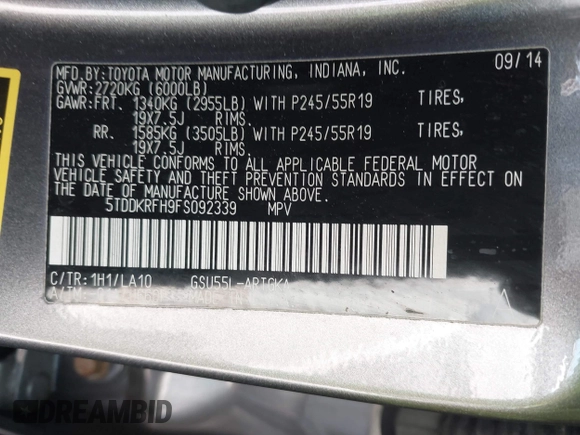 MFD.BY:TOYOTA MOTOR MANUFACTURING, INDIANA, INC. 09/14
GVWR:2720KG (6000LB)
GAWR:FRT. 1340KG (2955LB) WITH P245/55R19 TIRES,
19X7.5J RIMS.
RR. 1585KG (3505LB) WITH P245/55R19 TIRES,
19X7.5J RIMS.
THIS VEHICLE CONFORMS TO ALL APPLICABLE FEDERAL MOTOR
VEHICLE SAFETY AND THEFT PREVENTION STANDARDS IN EFFECT ON
THE DATE OF MANUFACTURE SHOWN ABOVE.
5TDDKRFH9FS092339 MPV
C/TR:1H1/LA10
DREAMBID